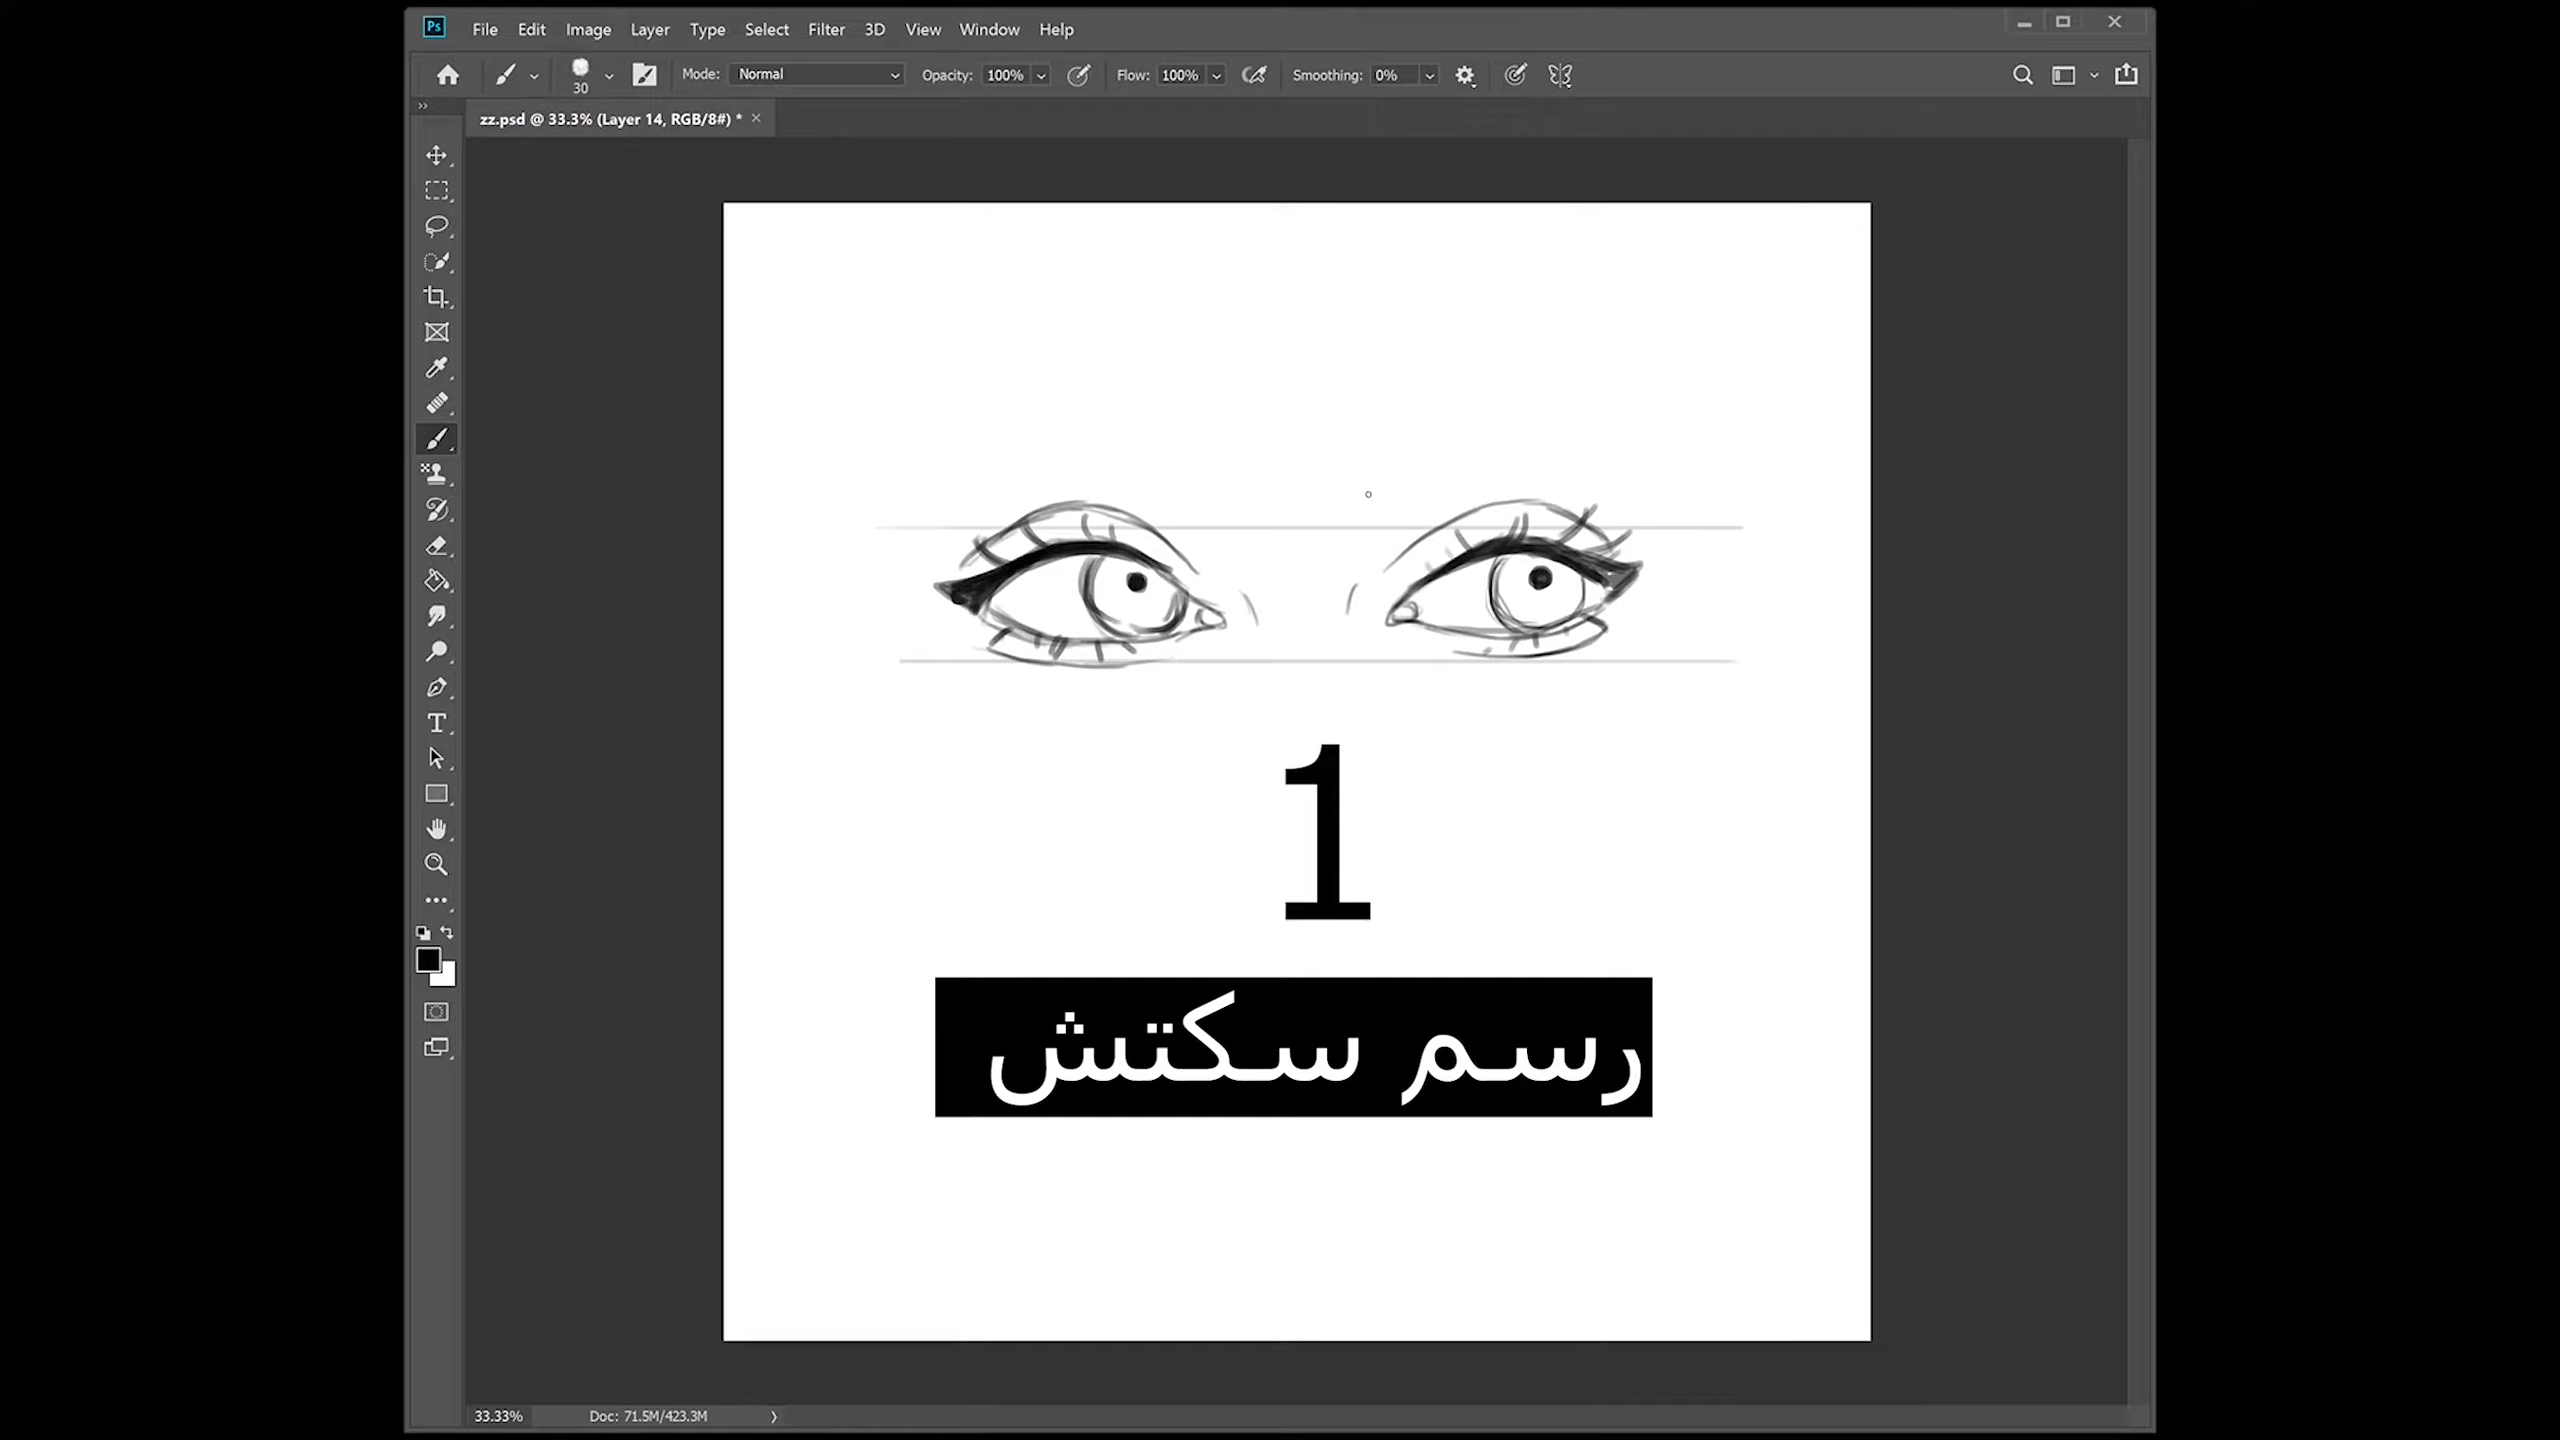 Ps File Edit Image Layer Type Select Filter 3D View Window Help
30 Mode: Normal Opacity: 100% Flow: 100% Smoothing: 0%
zz.psd @ 33.3% (Layer 14, RGB/8#) *
1
رسم سكتش
33.33% Doc: 71.5M/423.3M